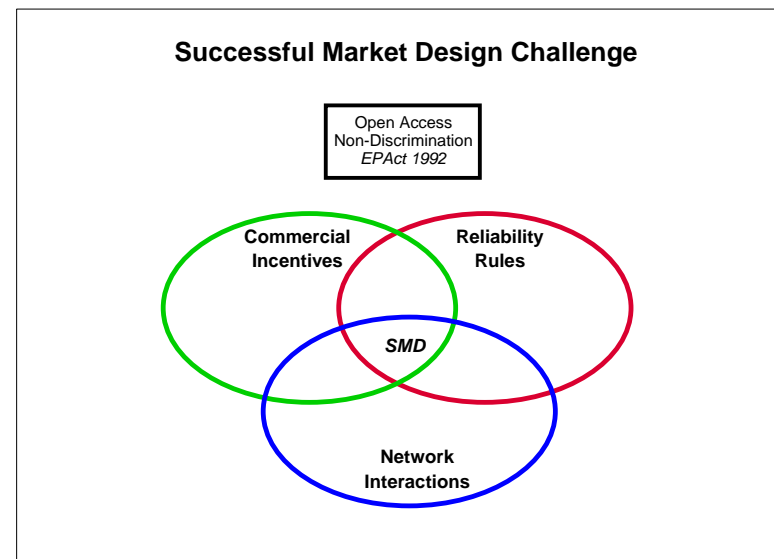 Successful Market Design Challenge
Open Access
Non-Discrimination
EPAct 1992
Commercial
Incentives
Reliability
Rules
SMD
Network
Interactions